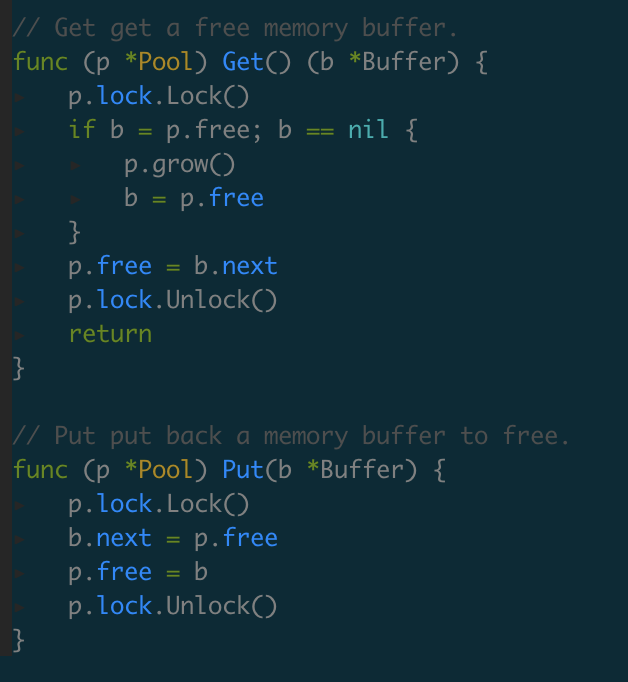 // Get get a free memory buffer.
func (p *Pool) Get() (b *Buffer) {
    p.lock.Lock()
    if b = p.free; b == nil {
        p.grow()
        b = p.free
    }
    p.free = b.next
    p.lock.Unlock()
    return
}

// Put put back a memory buffer to free.
func (p *Pool) Put(b *Buffer) {
    p.lock.Lock()
    b.next = p.free
    p.free = b
    p.lock.Unlock()
}